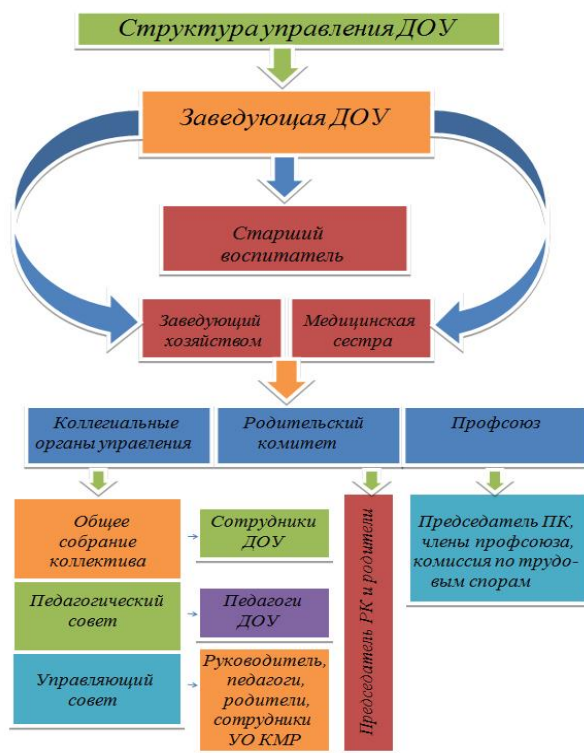 Структура управления ДОУ
Заведующая ДОУ
Старший
воспитатель
Заведующий
хозяйством
Медицинская
сестра
Коллегиальные
органы управления
Родительский
комитет
Профсоюз
Общее
собрание
коллектива
Сотрудники
ДОУ
Педагогический
совет
Педагоги
ДОУ
Управляющий
совет
Руководитель,
педагоги,
родители,
сотрудники
УО КМР
Председатель РК и родители
Председатель ПК,
члены профсоюза,
комиссия по трудо-
вым спорам